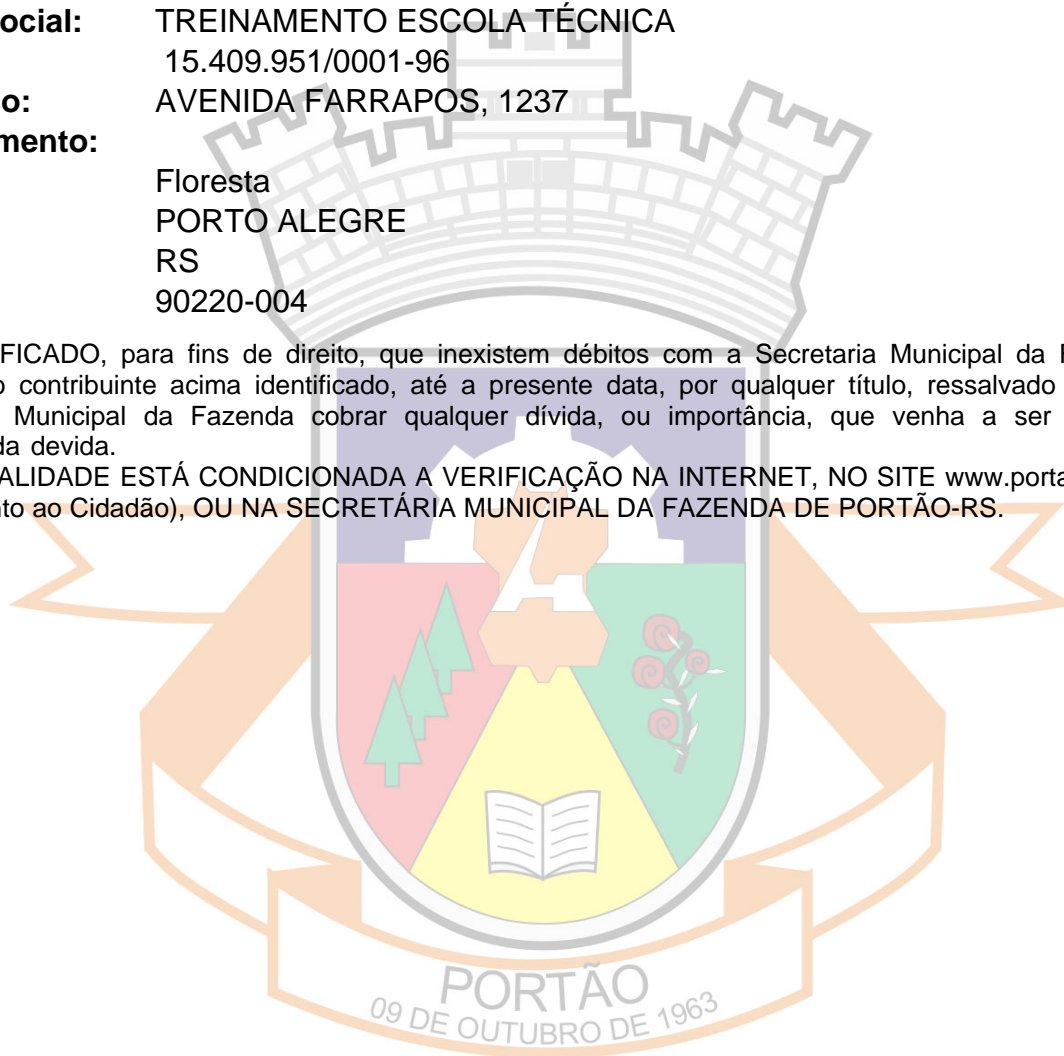 ocial: TREINAMENTO ESCOLA TÉCNICA
15.409.951/0001-96
o: AVENIDA FARRAPOS, 1237
mento:
Floresta
PORTO ALEGRE
RS
90220-004
FICADO, para fins de direito, que inexistem débitos com a Secretaria Municipal da
o contribuinte acima identificado, até a presente data, por qualquer título, ressalvado
Municipal da Fazenda cobrar qualquer dívida, ou importância, que venha a ser
da devida.
ALIDADE ESTÁ CONDICIONADA A VERIFICAÇÃO NA INTERNET, NO SITE www.porta
nto ao Cidadão), OU NA SECRETÁRIA MUNICIPAL DA FAZENDA DE PORTÃO-RS.
PORTÃO
09 DE OUTUBRO DE 1963